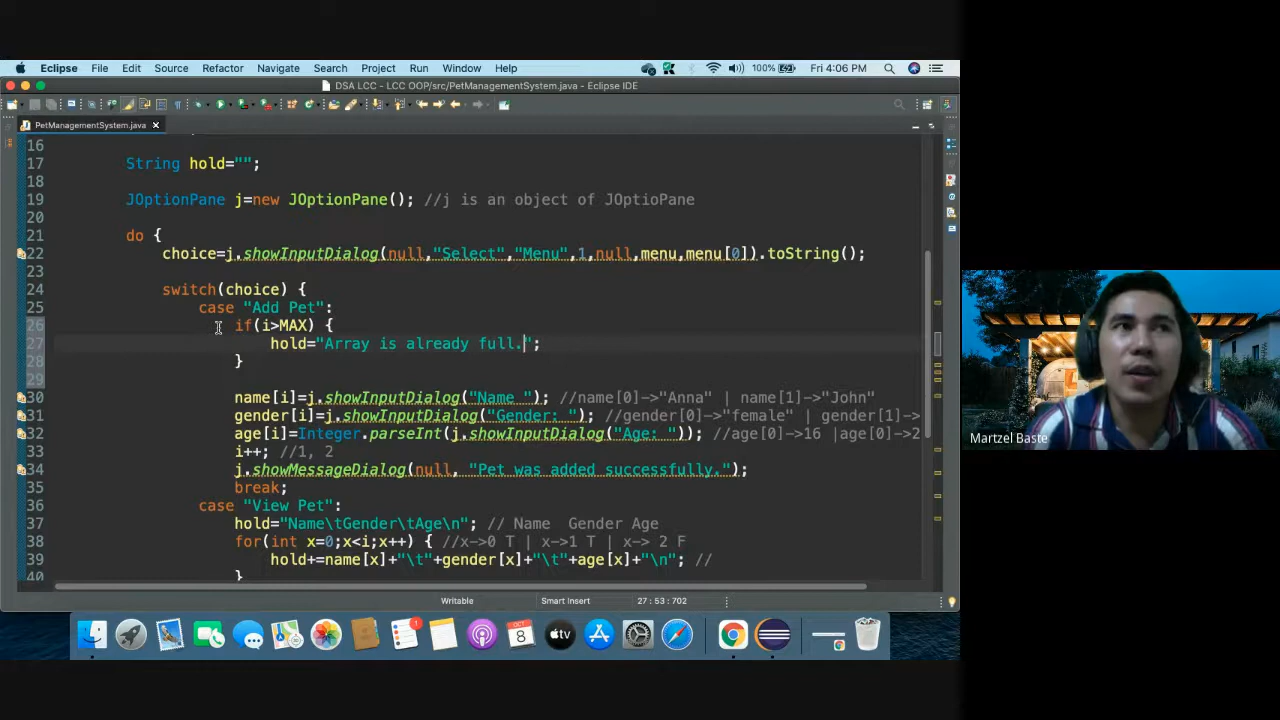 Eclipse File Edit Source Refactor Navigate Search Project Run Window Help 100% Fri 4:06 PM
DSA LCC - LCC OOP/src/PetManagementSystem.java - Eclipse IDE
PetManagementSystem.java
16
17 String hold="";
18
19 JOptionPane j=new JOptionPane(); //j is an object of JOptioPane
20
21 do {
22 choice=j.showInputDialog(null,"Select","Menu",1,null,menu,menu[0]).toString();
23
24 switch(choice) {
25 case "Add Pet":
26 if(i>MAX) {
27 hold="Array is already full.";
28 }
29
30 name[i]=j.showInputDialog("Name "); //name[0]->"Anna" | name[1]->"John"
31 gender[i]=j.showInputDialog("Gender: "); //gender[0]->"female" | gender[1]->
32 age[i]=Integer.parseInt(j.showInputDialog("Age: ")); //age[0]->16 |age[0]->2
33 i++; //1, 2
34 j.showMessageDialog(null, "Pet was added successfully.");
35 break;
36 case "View Pet":
37 hold="Name\tGender\tAge\n"; // Name Gender Age
38 for(int x=0;x<i;x++) { //x->0 T | x->1 T | x-> 2 F
39 hold+=name[x]+"\t"+gender[x]+"\t"+age[x]+"\n"; //
40 }
Writable Smart Insert 27 : 53 : 702
Martzel Baste
1
OCT
8
tv